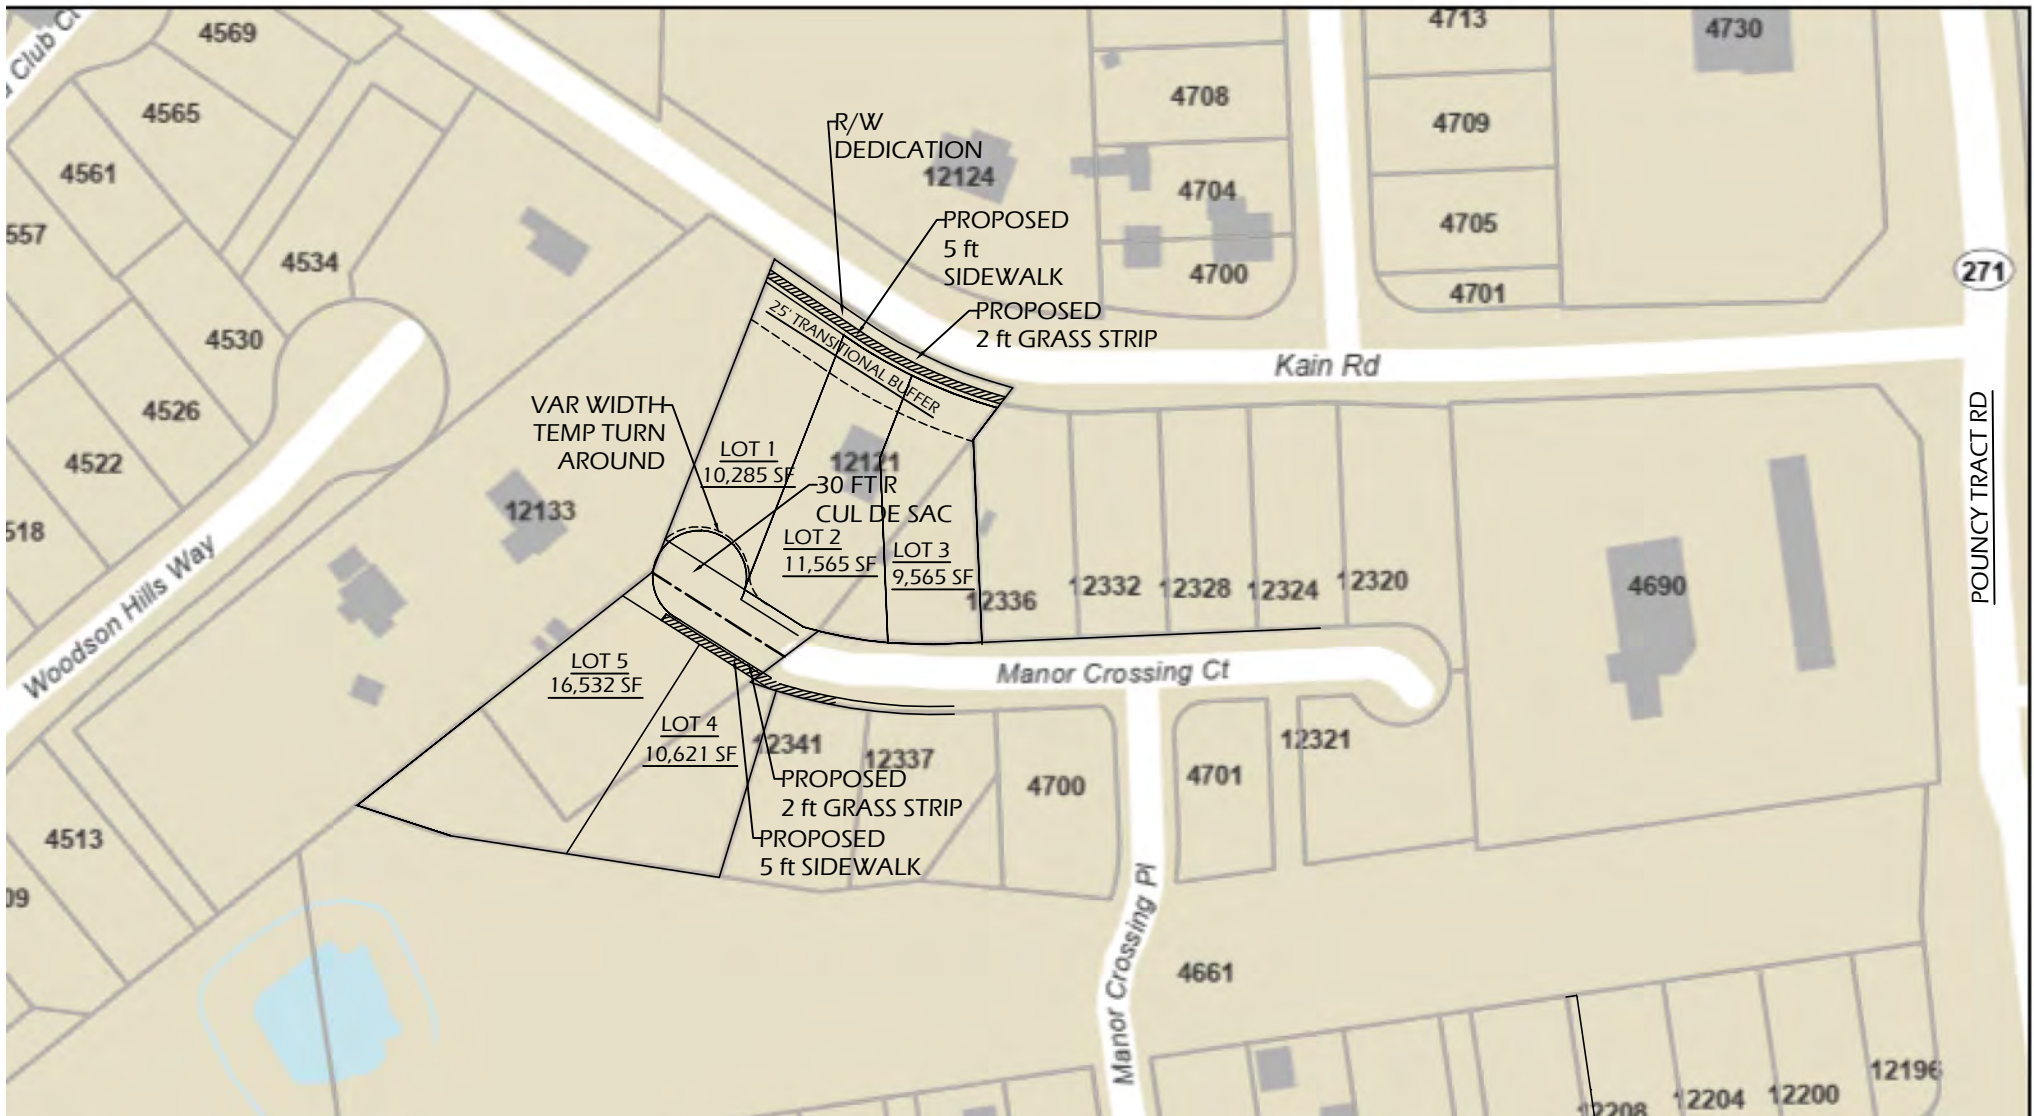 Club
4569
4713
4730
4565
4708
4709
R/W
DEDICATION
4561
12124
4704
4705
PROPOSED
5 ft
SIDEWALK
557
4534
4700
4701
271
PROPOSED
2 ft GRASS STRIP
25' TRANSITIONAL BUFFER
4530
Kain Rd
4526
VAR WIDTH
TEMP TURN
AROUND
POUNCY TRACT RD
4522
LOT 1
10,285 SF
12121
30 FT R
CUL DE SAC
12133
518
LOT 2
11,565 SF
LOT 3
9,565 SF
12336
12332
12328
12324
12320
4690
Woodson Hills Way
LOT 5
16,532 SF
Manor Crossing Ct
LOT 4
10,621 SF
12341
12337
4700
4701
12321
PROPOSED
2 ft GRASS STRIP
PROPOSED
5 ft SIDEWALK
4513
09
Manor Crossing Pl
4661
12208
12204
12200
12196